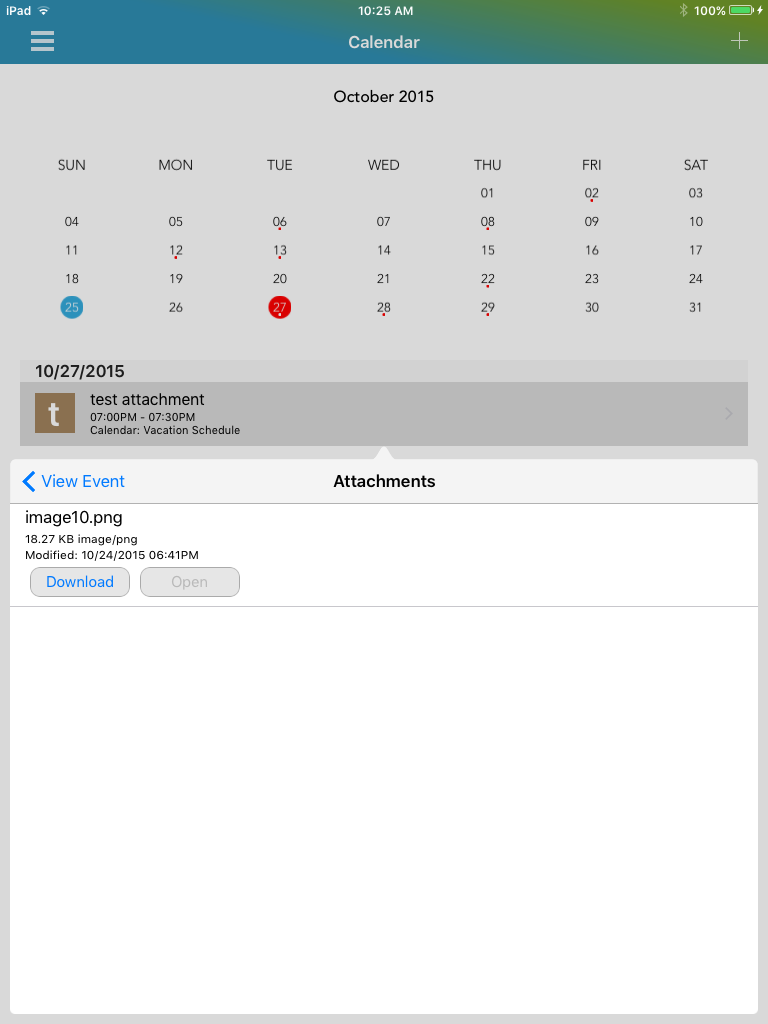 iPad 10:25 AM 100%
Calendar
October 2015
SUN MON TUE WED THU FRI SAT
01 02 03
04 05 06 07 08 09 10
11 12 13 14 15 16 17
18 19 20 21 22 23 24
25 26 27 28 29 30 31
10/27/2015
t
test attachment
07:00PM - 07:30PM
Calendar: Vacation Schedule
View Event Attachments
image10.png
18.27 KB image/png
Modified: 10/24/2015 06:41PM
Download Open